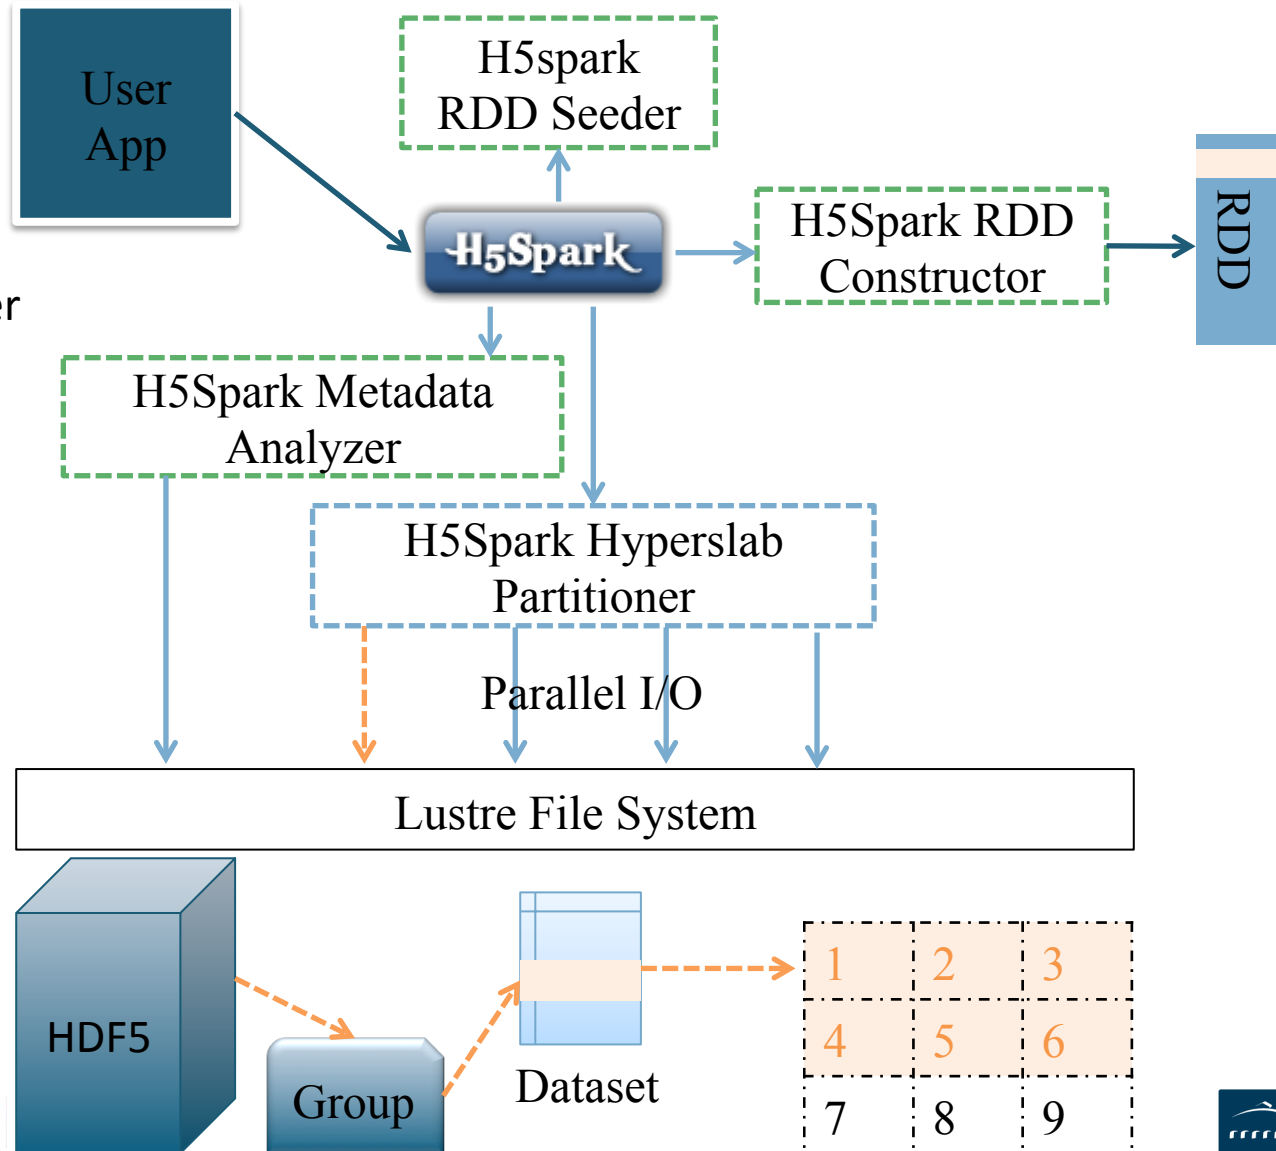 User
App
H5spark
RDD Seeder
H5Spark
H5Spark RDD
Constructor
RDD
er
H5Spark Metadata
Analyzer
H5Spark Hyperslab
Partitioner
Parallel I/O
Lustre File System
HDF5
Group
Dataset
1 2 3
4 5 6
7 8 9